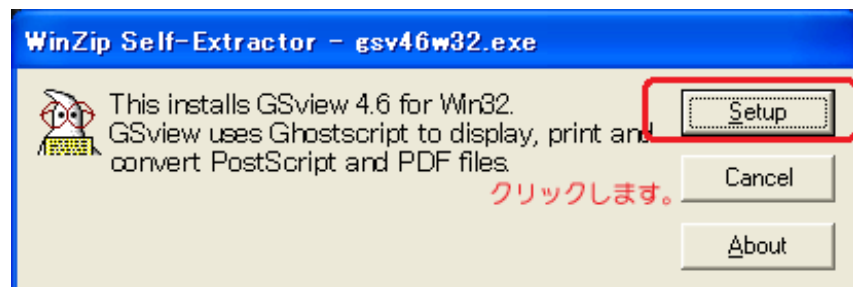 WinZip Self-Extractor - gsv46w32.exe
This installs GSview 4.6 for Win32.
GSview uses Ghostscript to display, print and
convert PostScript and PDF files.
クリックします。
Setup
Cancel
About